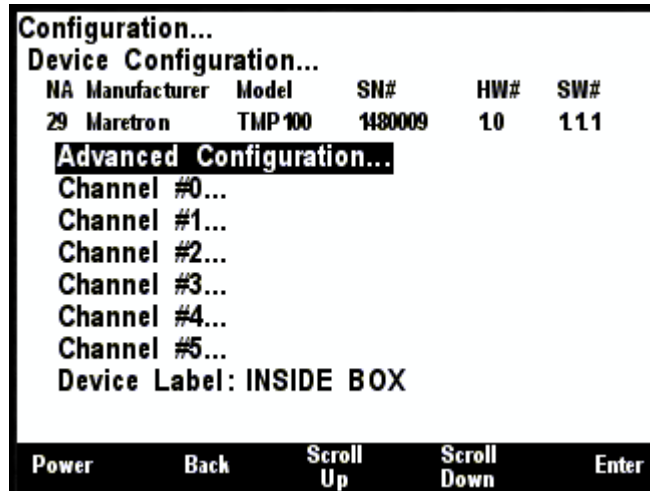 Configuration...
Device Configuration...
NA Manufacturer Model SN# HW# SW#
29 Maretron TMP100 1480009 1.0 1.1.1
Advanced Configuration...
Channel #0...
Channel #1...
Channel #2...
Channel #3...
Channel #4...
Channel #5...
Device Label: INSIDE BOX
Power Back Scroll Up Scroll Down Enter